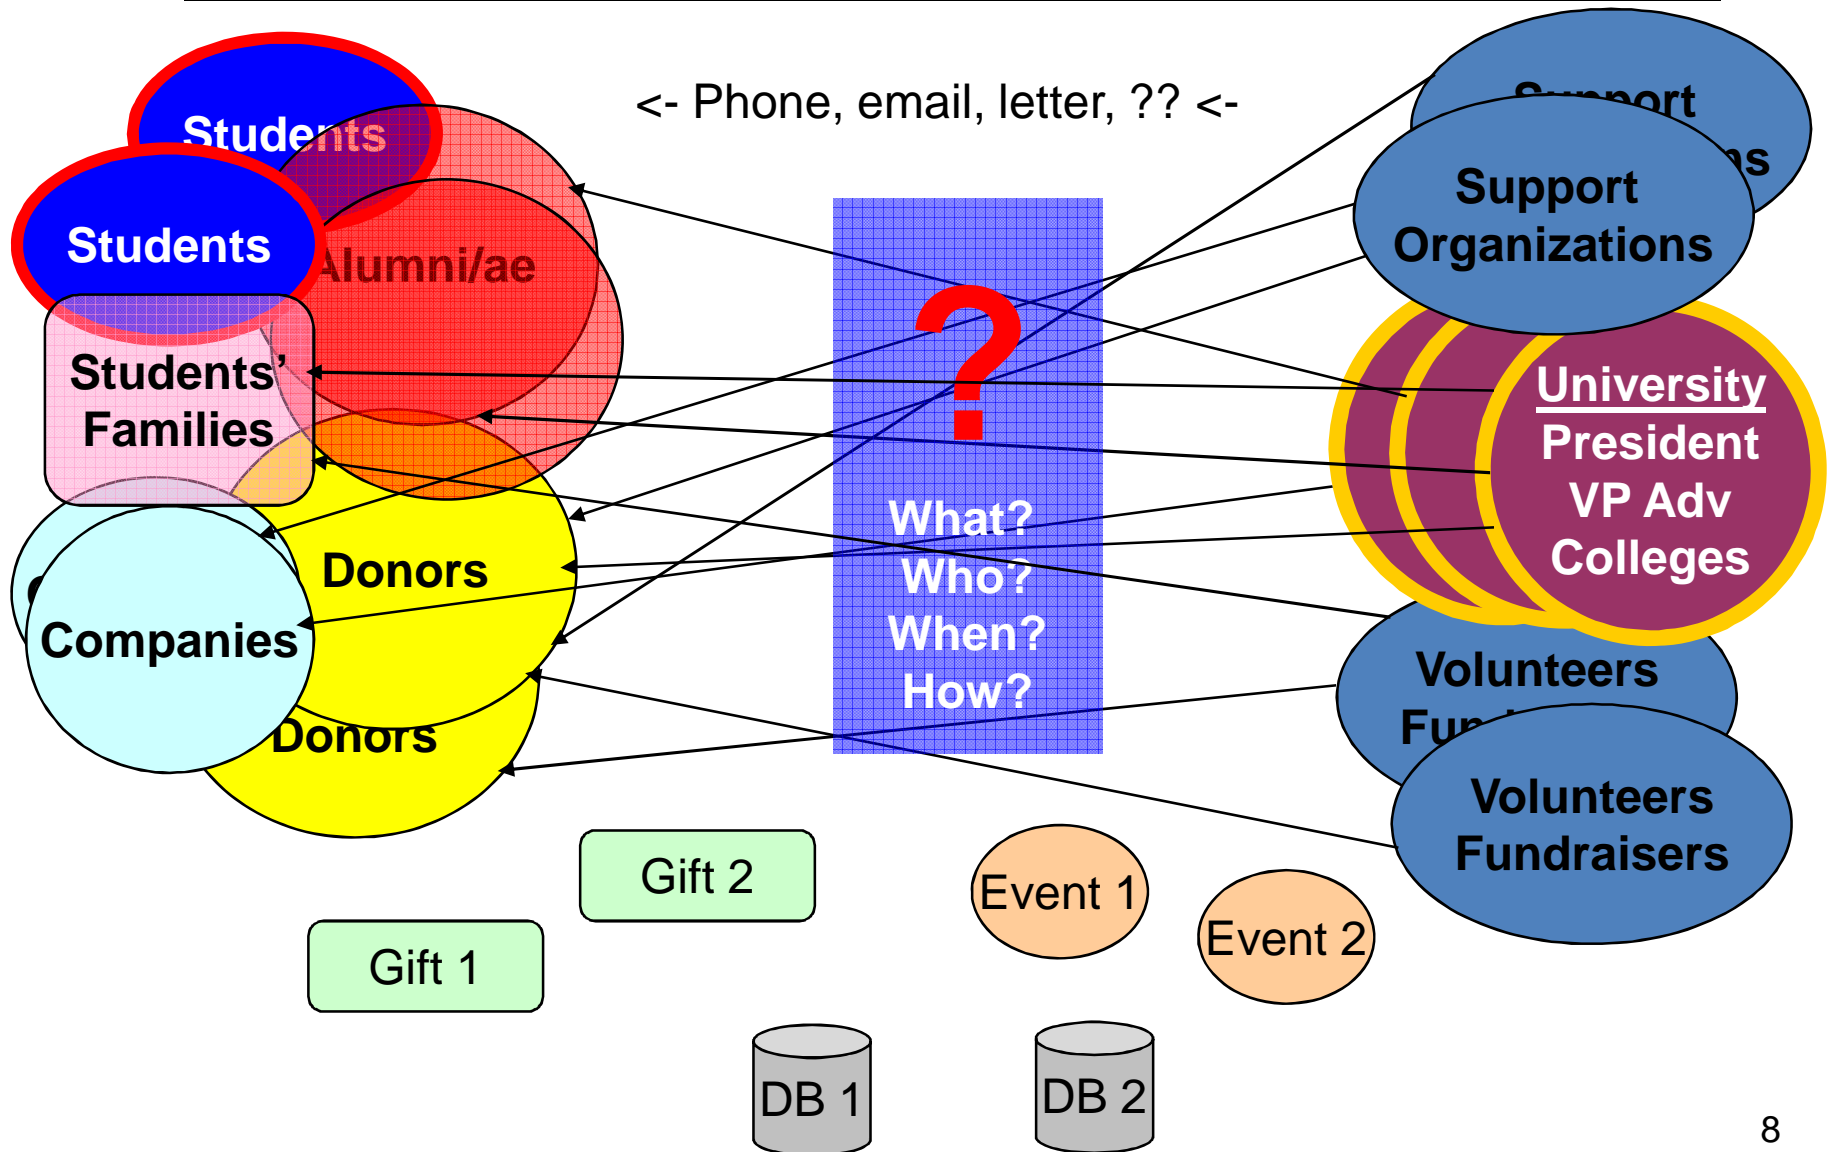 <- Phone, email, letter, ?? <-
Students
Students
Alumni/ae
Students’
Families
Donors
Companies
Donors
?
What?
Who?
When?
How?
Support
Support
Organizations
University
President
VP Adv
Colleges
Volunteers
Volunteers
Fundraisers
Gift 2
Gift 1
Event 1
Event 2
DB 1
DB 2
8